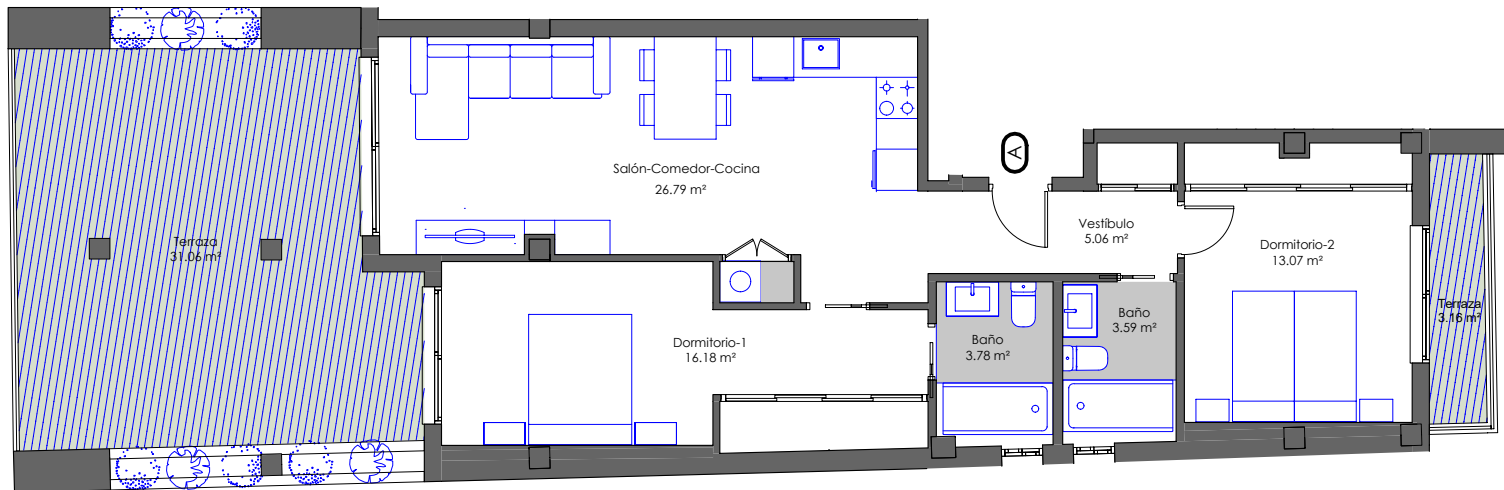 A
Salón-Comedor-Cocina
26.79 m²
Vestíbulo
5.06 m²
Terraza
31.06 m²
Dormitorio-2
13.07 m²
Terraza
3.16 m²
Baño
3.59 m²
Dormitorio-1
16.18 m²
Baño
3.78 m²